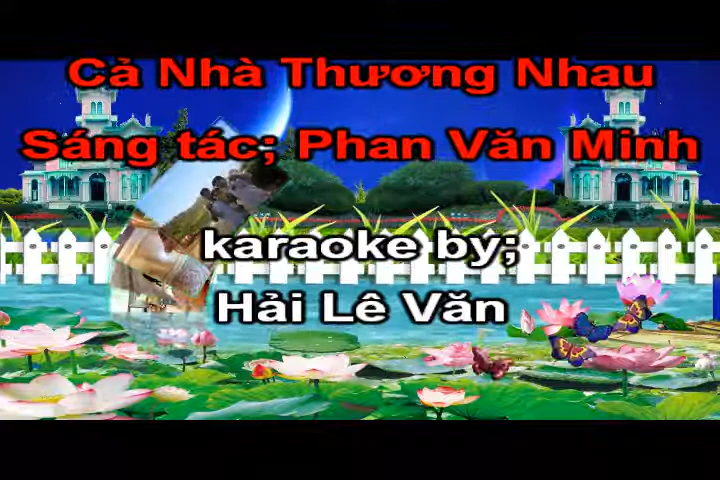 Cả Nhà Thương Nhau
Sáng tác; Phan Văn Minh
karaoke by;
Hải Lê Văn